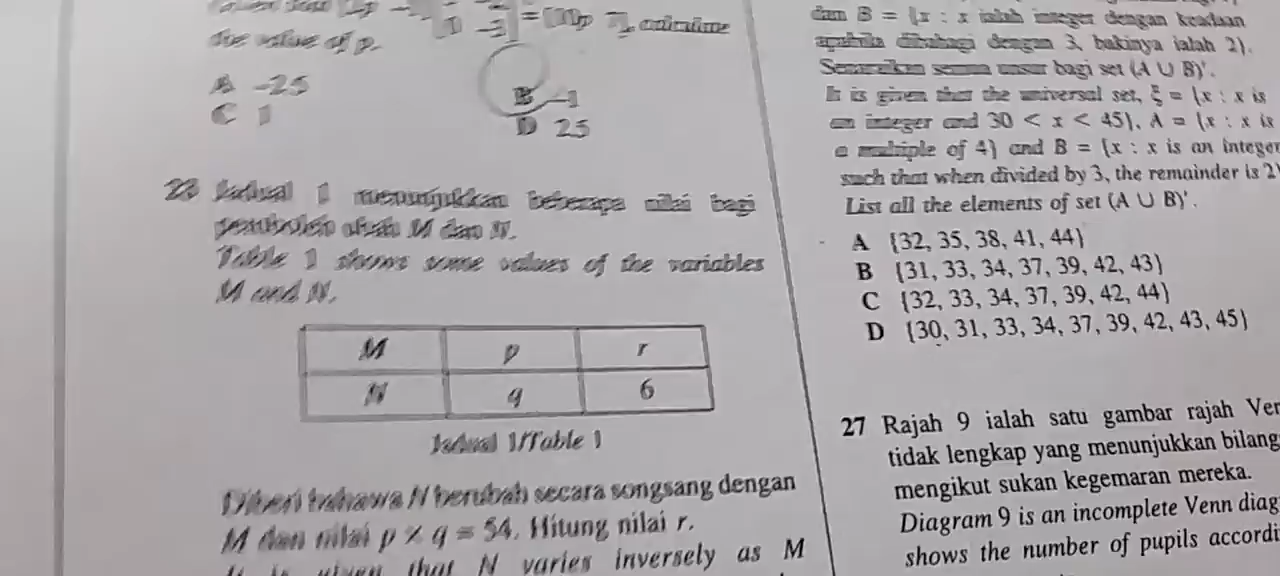 the value of p.
A -25
B -1
C 1
D 25
23 Jadual 1 menunjukkan beberapa nilai bagi
pemboleh ubah M dan N.
Table 1 shows some values of the variables
M and N.
M p r
N q 6
Jadual 1/Table 1
Diberi bahawa N berubah secara songsang dengan
M dan nilai p × q = 54. Hitung nilai r.
It is given that N varies inversely as M
dan B = {x : x ialah integer dengan keadaan
apabila dibahagi dengan 3, bakinya ialah 2}.
Senaraikan semua unsur bagi set (A ∪ B)'.
It is given that the universal set, ξ = {x : x is
an integer and 30 < x < 45}, A = {x : x is
a multiple of 4} and B = {x : x is an integer
such that when divided by 3, the remainder is 2}
List all the elements of set (A ∪ B)'.
A {32, 35, 38, 41, 44}
B {31, 33, 34, 37, 39, 42, 43}
C {32, 33, 34, 37, 39, 42, 44}
D {30, 31, 33, 34, 37, 39, 42, 43, 45}
27 Rajah 9 ialah satu gambar rajah Ven
tidak lengkap yang menunjukkan bilang
mengikut sukan kegemaran mereka.
Diagram 9 is an incomplete Venn diag
shows the number of pupils accordi